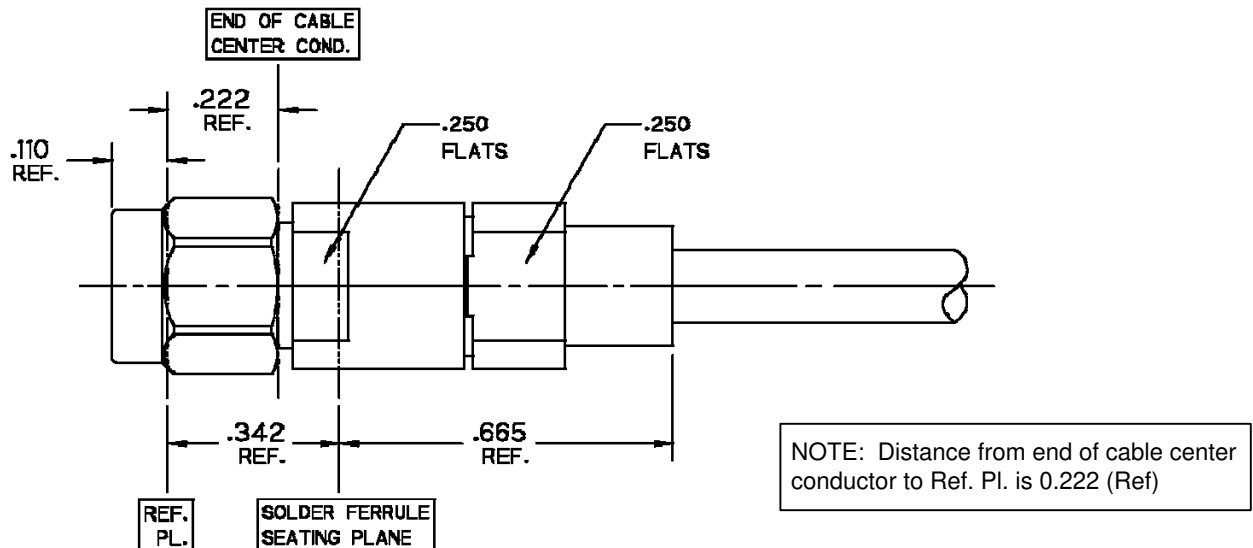 END OF CABLE
CENTER COND.
.222
REF.
.110
REF.
.250
FLATS
.250
FLATS
.342
REF.
.665
REF.
NOTE: Distance from end of cable center
conductor to Ref. Pl. is 0.222 (Ref)
REF.
PL.
SOLDER FERRULE
SEATING PLANE